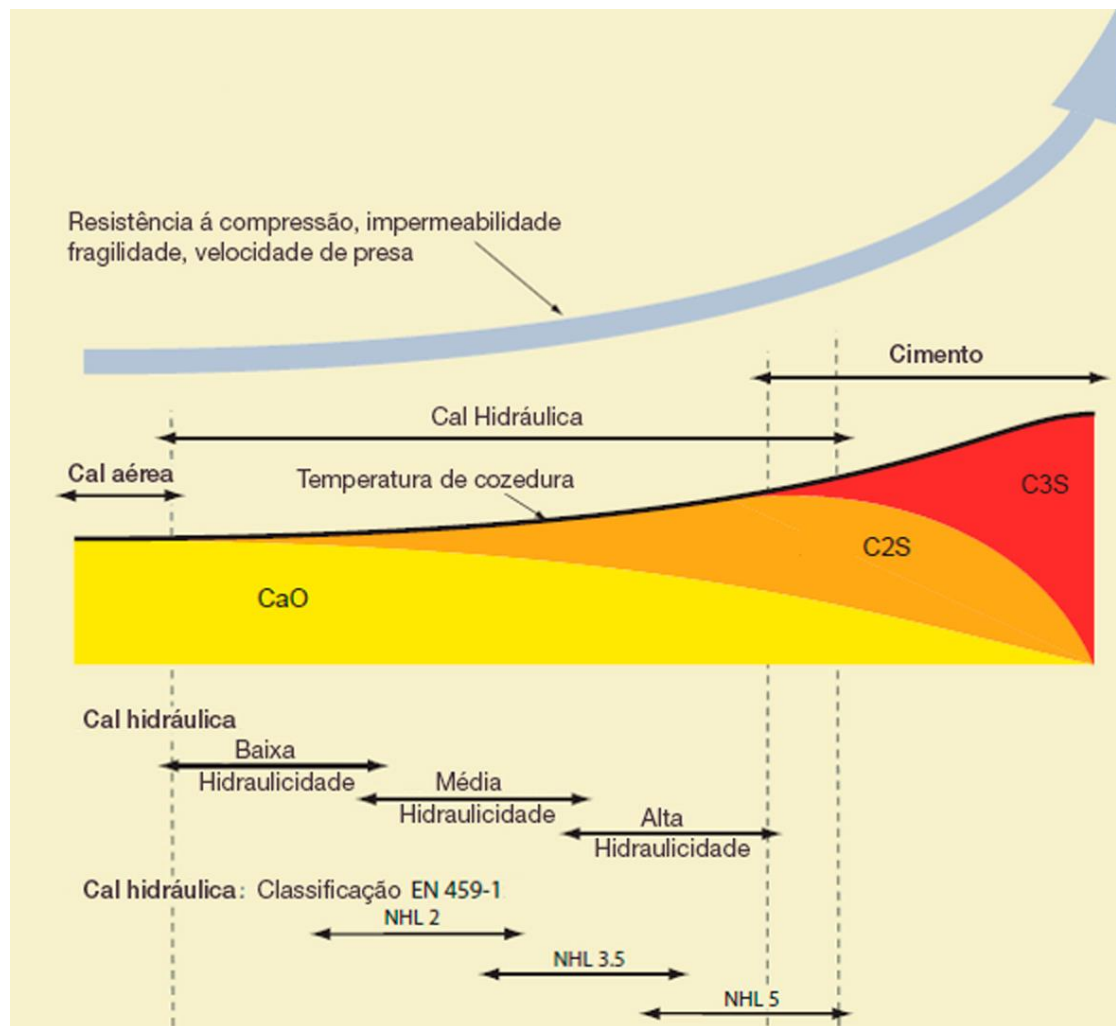 Resistência á compressão, impermeabilidade
fragilidade, velocidade de presa
Cimento
Cal Hidráulica
Cal aérea
Temperatura de cozedura
C3S
C2S
CaO
Cal hidráulica
Baixa
Hidraulicidade
Média
Hidraulicidade
Alta
Hidraulicidade
Cal hidráulica: Classificação EN 459-1
NHL 2
NHL 3.5
NHL 5